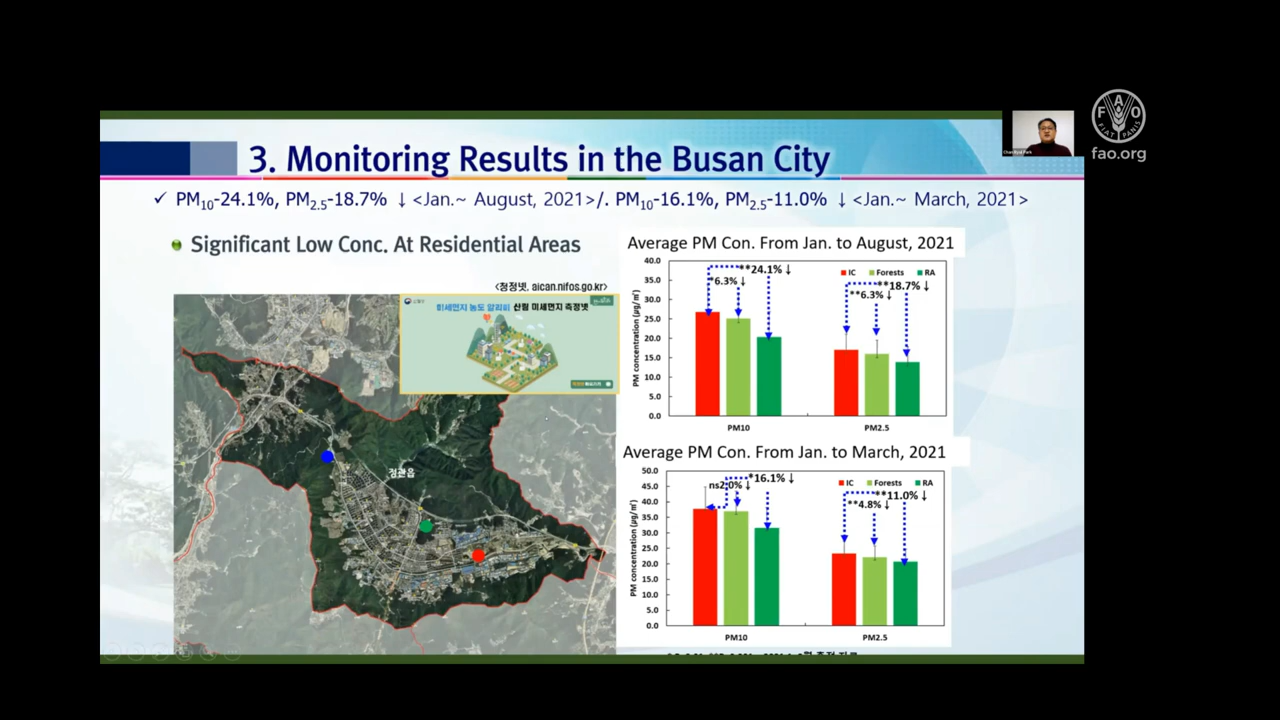 3. Monitoring Results in the Busan City
✓ PM10-24.1%, PM2.5-18.7% ↓ <Jan.~ August, 2021>/. PM10-16.1%, PM2.5-11.0% ↓ <Jan.~ March, 2021>
Significant Low Conc. At Residential Areas
<청정넷, aican.nifos.go.kr>
미세먼지 농도 알리미 산림 미세먼지 측정넷
정관읍
Average PM Con. From Jan. to August, 2021
PM concentration (μg/㎥)
40.0
35.0
30.0
25.0
20.0
15.0
10.0
5.0
0.0
**24.1% ↓
*6.3% ↓
IC Forests RA
**18.7% ↓
**6.3% ↓
PM10 PM2.5
Average PM Con. From Jan. to March, 2021
PM concentration (μg/㎥)
50.0
45.0
40.0
35.0
30.0
25.0
20.0
15.0
10.0
5.0
0.0
*16.1% ↓
ns2.0% ↓
IC Forests RA
**11.0% ↓
**4.8% ↓
PM10 PM2.5
FAO
FIAT PANIS
fao.org